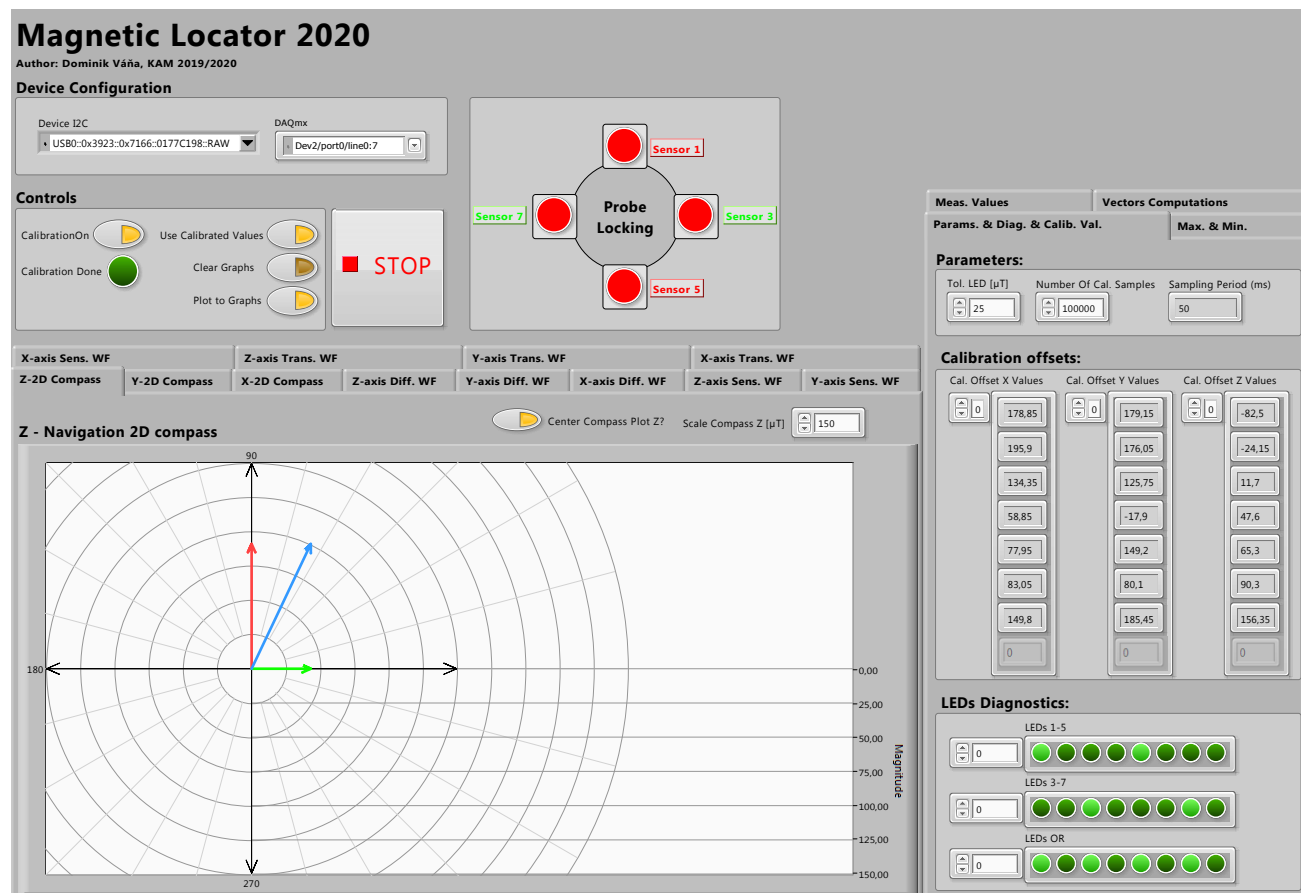 Magnetic Locator 2020
Author: Dominik Váňa, KAM 2019/2020
Device Configuration
Device I2C
USB0::0x3923::0x7166::0177C198::RAW
DAQmx
Dev2/port0/line0:7
Controls
CalibrationOn
Use Calibrated Values
Calibration Done
Clear Graphs
Plot to Graphs
STOP
Sensor 1
Sensor 7
Probe
Locking
Sensor 3
Sensor 5
X-axis Sens. WF
Z-axis Trans. WF
Y-axis Trans. WF
X-axis Trans. WF
Z-2D Compass
Y-2D Compass
X-2D Compass
Z-axis Diff. WF
Y-axis Diff. WF
X-axis Diff. WF
Z-axis Sens. WF
Y-axis Sens. WF
Center Compass Plot Z?
Scale Compass Z [µT]
150
Z - Navigation 2D compass
90
180
270
0,00
25,00
50,00
75,00
100,00
125,00
150,00
Magnitude
Meas. Values
Vectors Computations
Params. & Diag. & Calib. Val.
Max. & Min.
Parameters:
Tol. LED [µT]
Number Of Cal. Samples
Sampling Period (ms)
25
100000
50
Calibration offsets:
Cal. Offset X Values
Cal. Offset Y Values
Cal. Offset Z Values
0
178,85
0
179,15
0
-82,5
195,9
176,05
-24,15
134,35
125,75
11,7
58,85
-17,9
47,6
77,95
149,2
65,3
83,05
80,1
90,3
149,8
185,45
156,35
0
0
0
LEDs Diagnostics:
LEDs 1-5
0
LEDs 3-7
0
LEDs OR
0